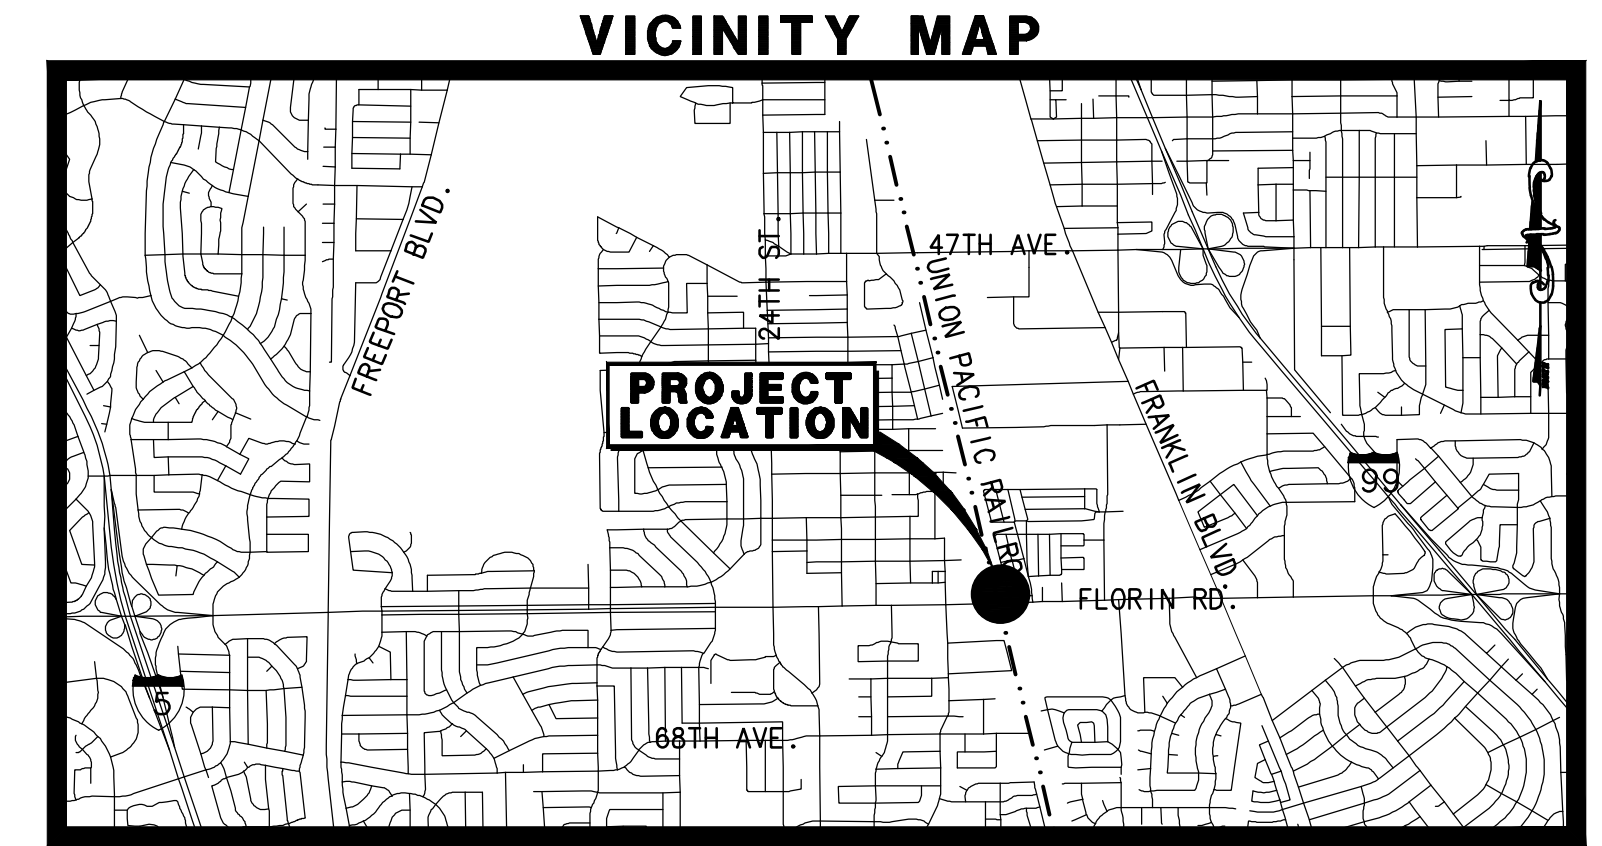 VICINITY MAP
FREEPORT BLVD.
24TH ST.
47TH AVE.
UNION PACIFIC RAILRD
PROJECT
LOCATION
FRANKLIN BLVD.
99
FLORIN RD.
5
68TH AVE.